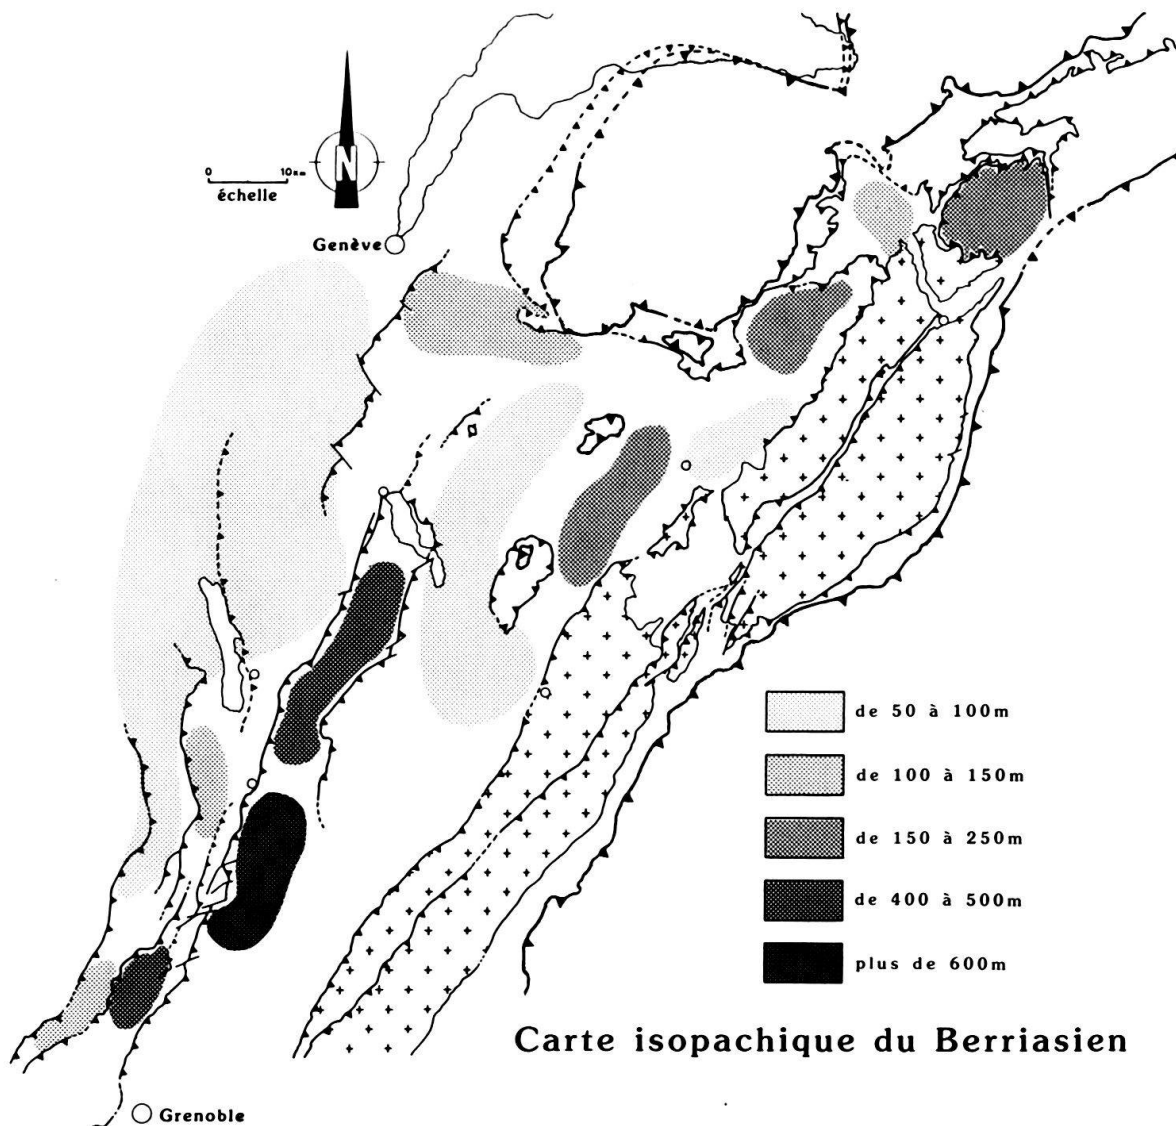 N
0 10km
échelle
Genève
de 50 à 100m
de 100 à 150m
de 150 à 250m
de 400 à 500m
plus de 600m
Carte isopachique du Berriasien
Grenoble